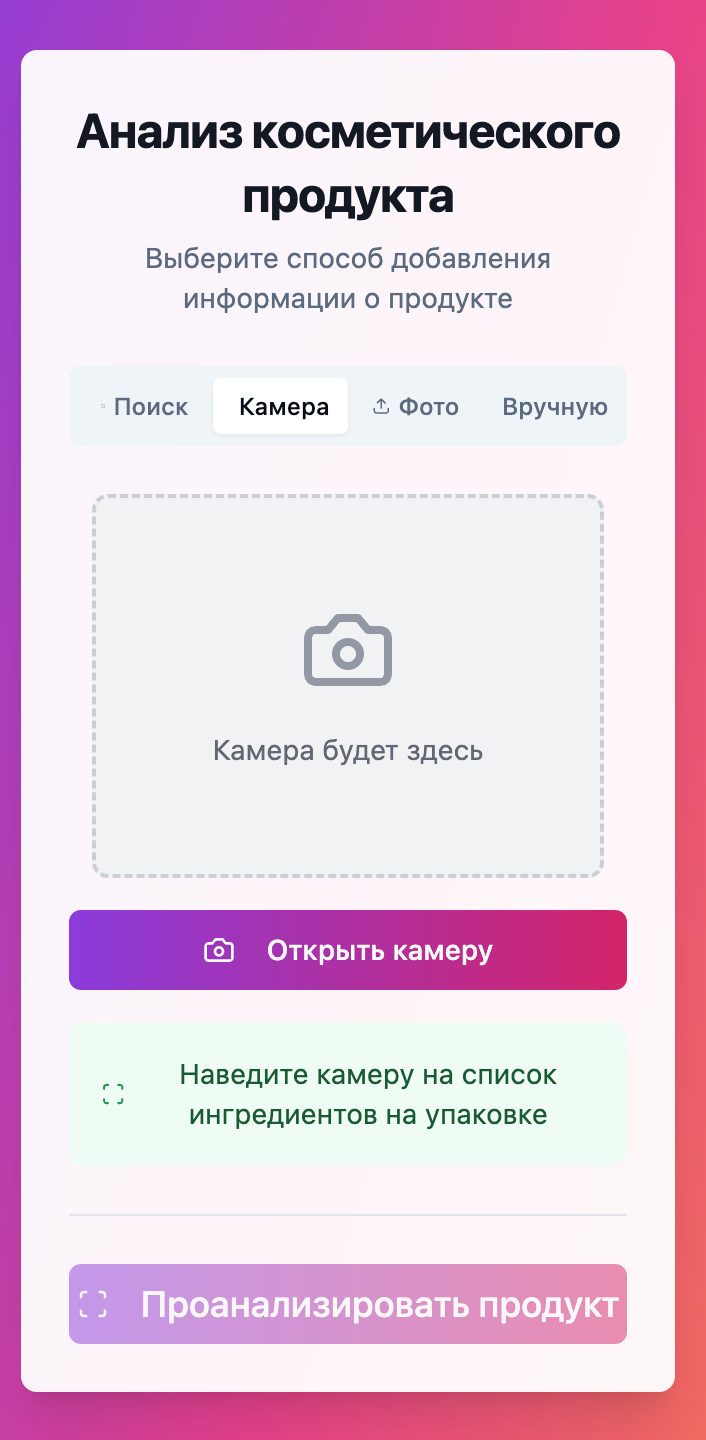 Анализ косметического
продукта
Выберите способ добавления
информации о продукте
Поиск Камера Фото Вручную
Камера будет здесь
Открыть камеру
Наведите камеру на список
ингредиентов на упаковке
Проанализировать продукт